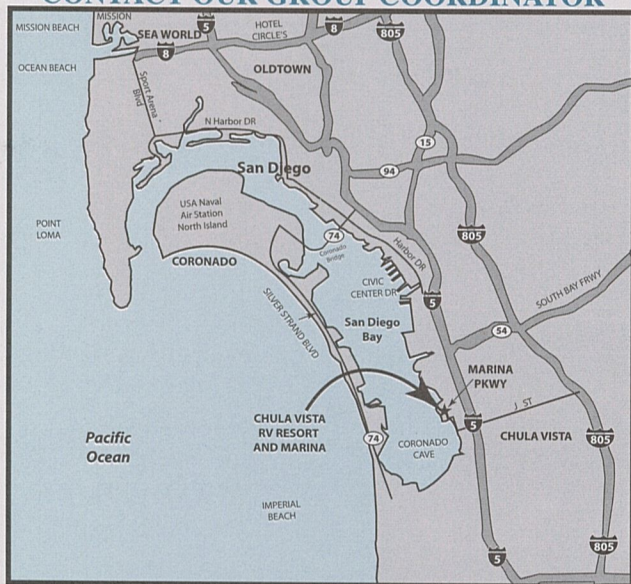 CONTACT OUR GROUP COORDINATOR
MISSION
MISSION BEACH
SEA WORLD
5
HOTEL
CIRCLE'S
8
805
8
OCEAN BEACH
OLDTOWN
Sport Arena
Blvd
N Harbor DR
15
San Diego
94
USA Naval
Air Station
North Island
POINT
LOMA
74
Coronado
Bridge
Harbor DR
805
CORONADO
CIVIC
CENTER DR
5
SOUTH BAY FRWY
SILVER STRAND BLVD
San Diego
Bay
54
MARINA
PKWY
J ST
CHULA VISTA
RV RESORT
AND MARINA
5
CHULA VISTA
805
74
CORONADO
CAVE
Pacific
Ocean
IMPERIAL
BEACH
5
805